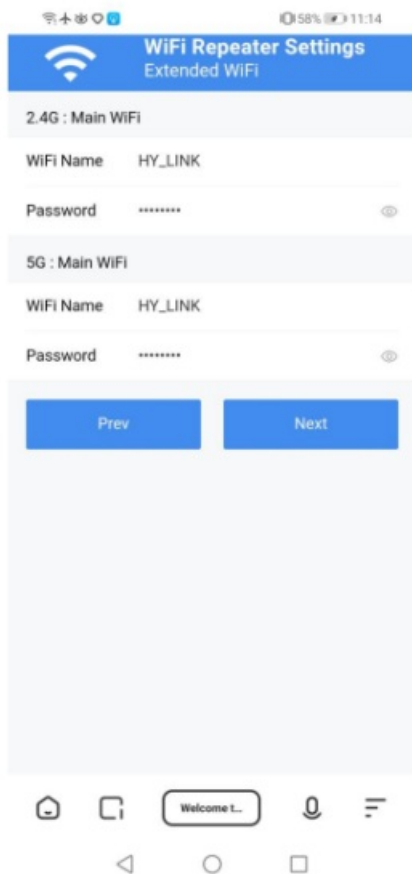 58% 11:14
WiFi Repeater Settings
Extended WiFi
2.4G : Main WiFi
WiFi Name HY_LINK
Password ········
5G : Main WiFi
WiFi Name HY_LINK
Password ········
Prev Next
Welcome t...